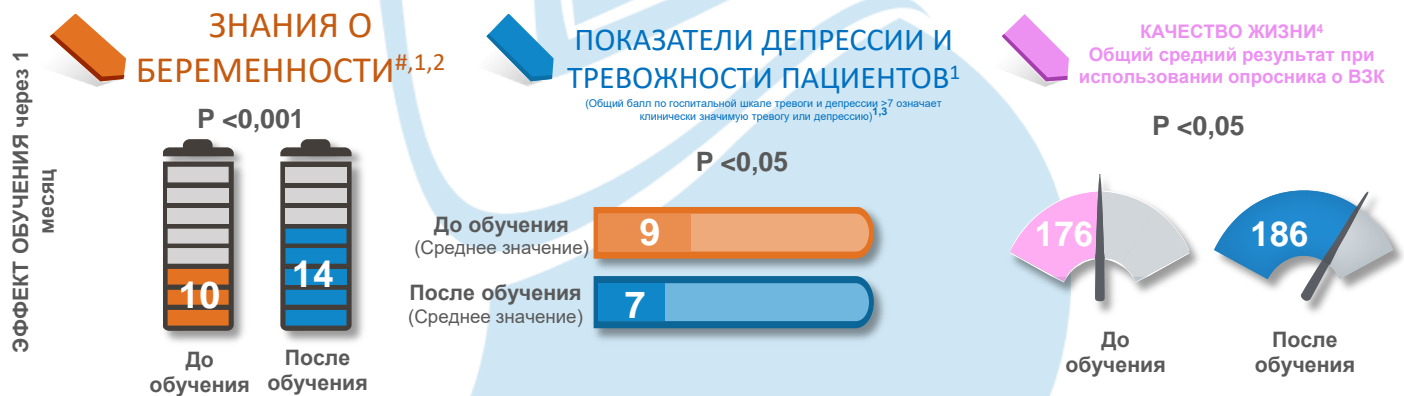 ЭФФЕКТ ОБУЧЕНИЯ через 1
месяц
ЗНАНИЯ О
БЕРЕМЕННОСТИ#,1,2
P <0,001
10
14
До
обучения
После
обучения
ПОКАЗАТЕЛИ ДЕПРЕССИИ И
ТРЕВОЖНОСТИ ПАЦИЕНТОВ1
(Общий балл по госпитальной шкале тревоги и депрессии >7 означает
клинически значимую тревогу или депрессию)1,3
P <0,05
До обучения
(Среднее значение)
9
После обучения
(Среднее значение)
7
КАЧЕСТВО ЖИЗНИ4
Общий средний результат при
использовании опросника о ВЗК
P <0,05
176
186
До
обучения
После
обучения